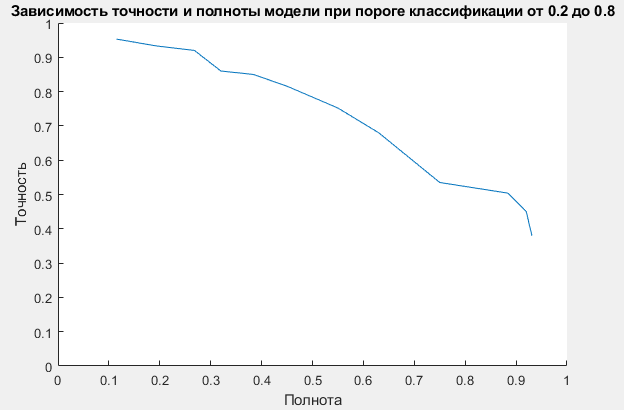 Зависимость точности и полноты модели при пороге классификации от 0.2 до 0.8
1
0.9
0.8
0.7
0.6
0.5
0.4
0.3
0.2
0.1
0
Точность
0 0.1 0.2 0.3 0.4 0.5 0.6 0.7 0.8 0.9 1
Полнота